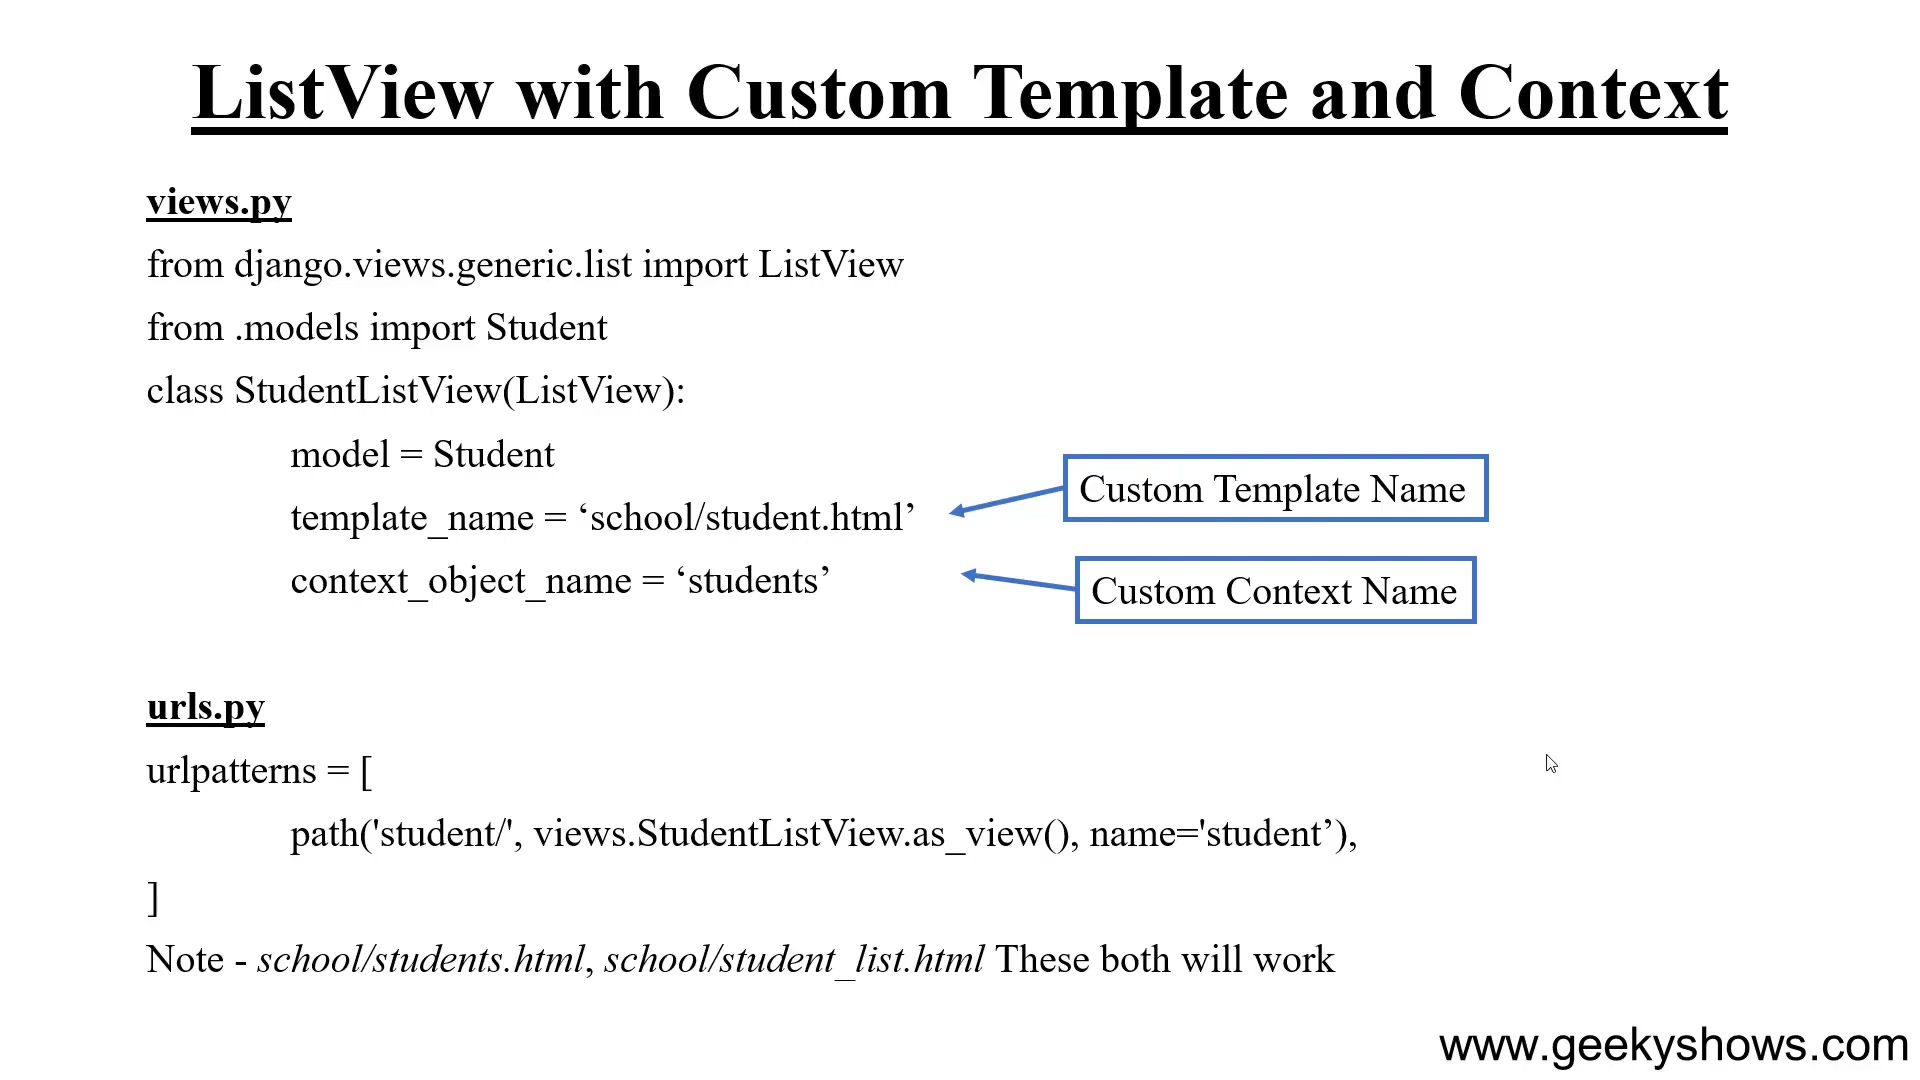 ListView with Custom Template and Context
views.py
from django.views.generic.list import ListView
from .models import Student
class StudentListView(ListView):
model = Student
template_name = ‘school/student.html’
Custom Template Name
context_object_name = ‘students’
Custom Context Name
urls.py
urlpatterns = [
path('student/', views.StudentListView.as_view(), name='student’),
]
Note - school/students.html, school/student_list.html These both will work
www.geekyshows.com